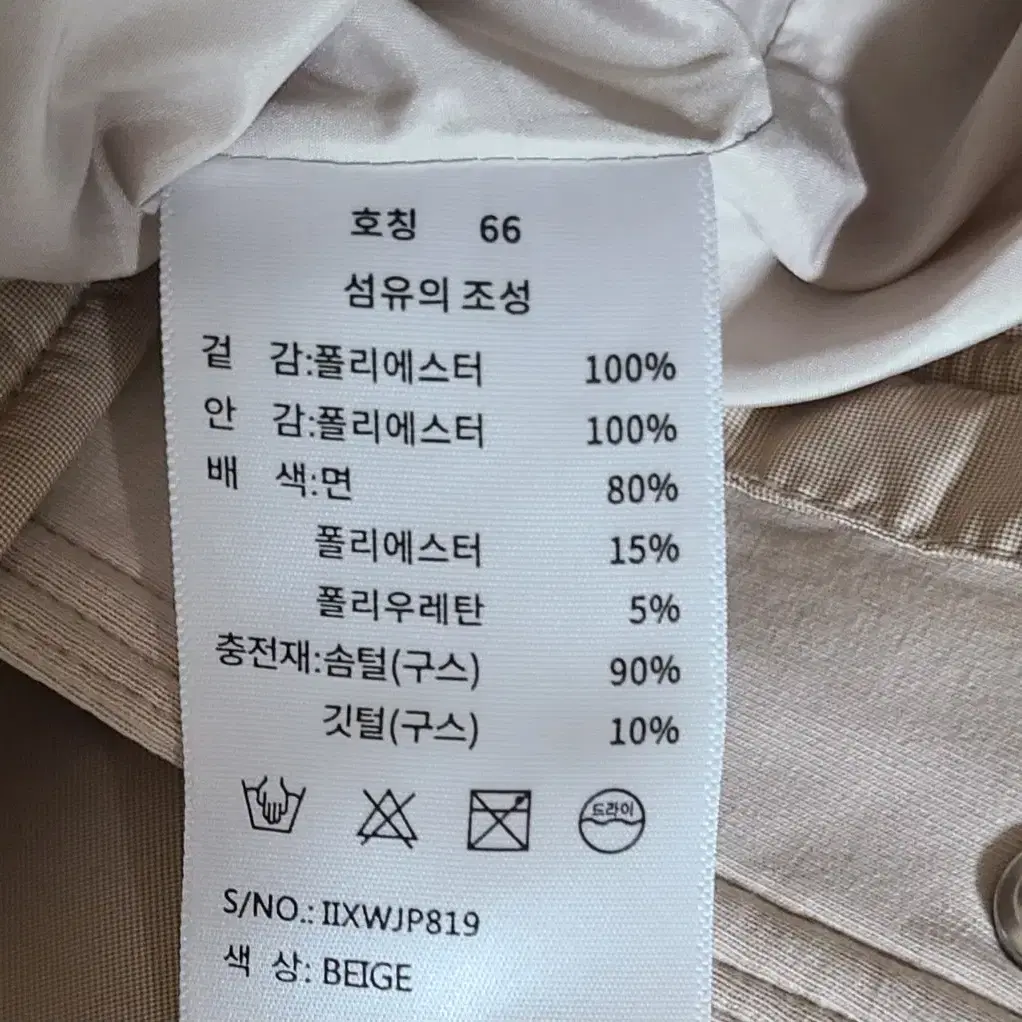 호칭 66
섬유의 조성
겉 감:폴리에스터 100%
안 감:폴리에스터 100%
배 색:면 80%
폴리에스터 15%
폴리우레탄 5%
충전재:솜털(구스) 90%
깃털(구스) 10%
드라이
S/NO.: IIXWJP819
색 상: BEIGE